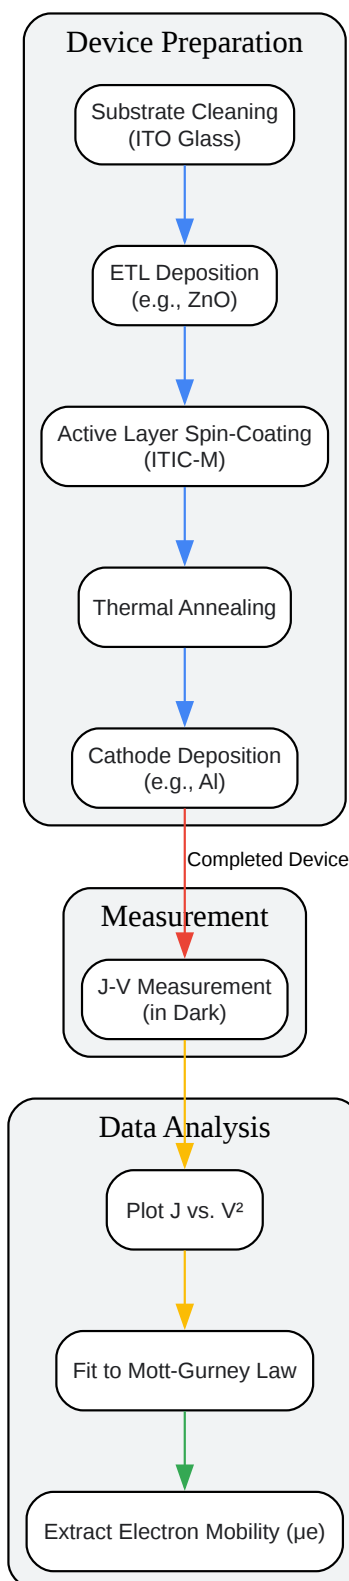 Device Preparation
Substrate Cleaning
(ITO Glass)
ETL Deposition
(e.g., ZnO)
Active Layer Spin-Coating
(ITIC-M)
Thermal Annealing
Cathode Deposition
(e.g., Al)
Completed Device
Measurement
J-V Measurement
(in Dark)
Data Analysis
Plot J vs. V²
Fit to Mott-Gurney Law
Extract Electron Mobility (μe)